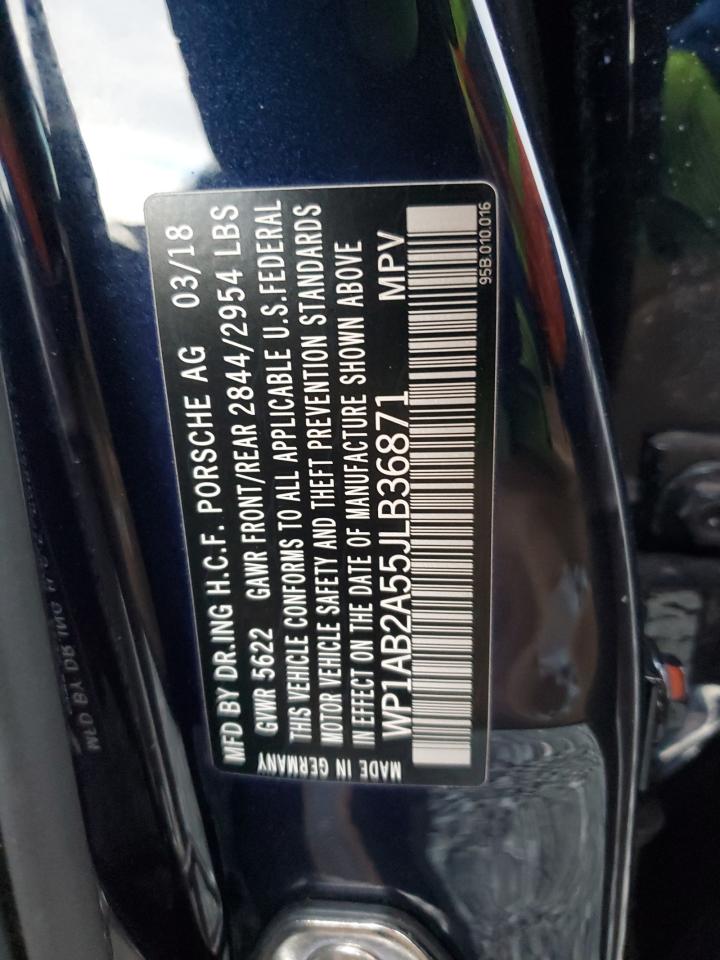 MFD BY DR.ING H.C.F. PORSCHE AG 03/18
GVWR 5622 GAWR FRONT/REAR 2844/2954 LBS
THIS VEHICLE CONFORMS TO ALL APPLICABLE U.S.FEDERAL
MOTOR VEHICLE SAFETY AND THEFT PREVENTION STANDARDS
IN EFFECT ON THE DATE OF MANUFACTURE SHOWN ABOVE
WP1AB2A55JLB36871 MPV
95B.010.016
MADE IN GERMANY